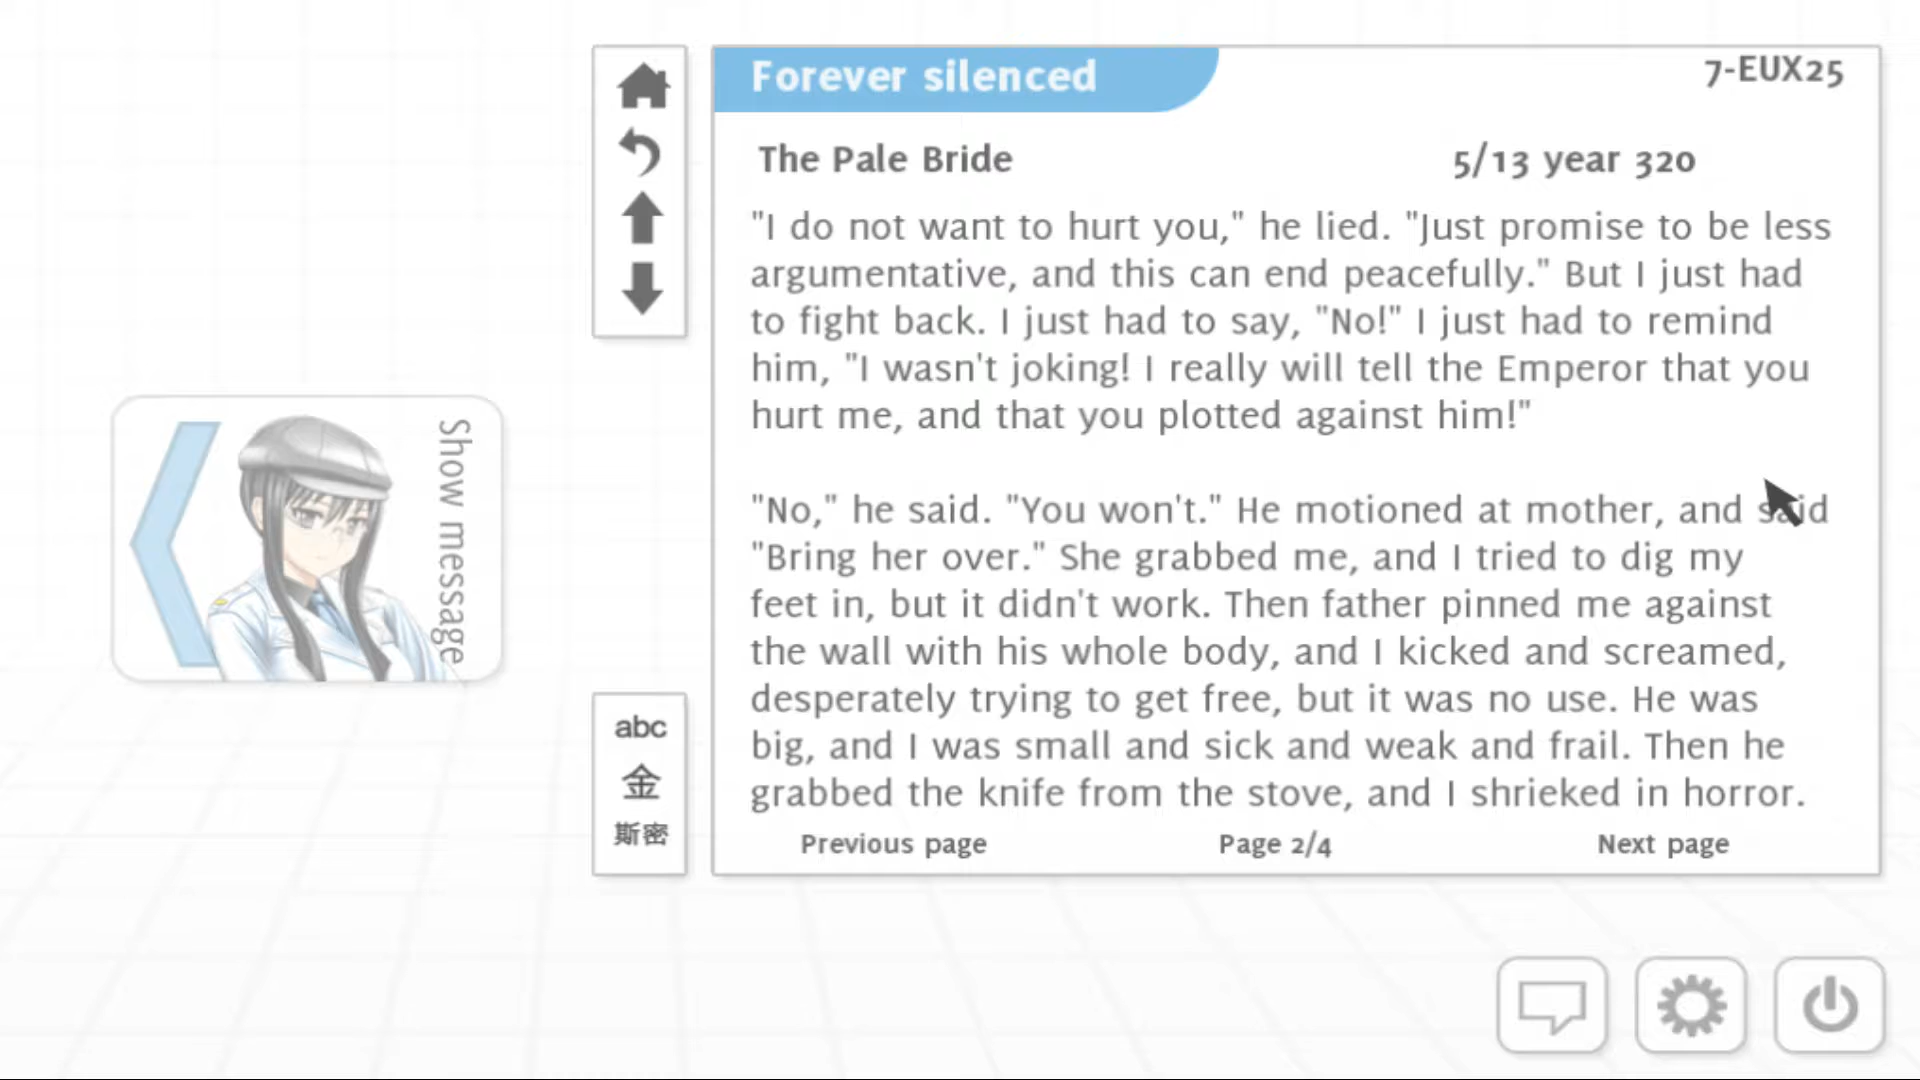 Forever silenced
7-EUX25
The Pale Bride
5/13 year 320
"I do not want to hurt you," he lied. "Just promise to be less
argumentative, and this can end peacefully." But I just had
to fight back. I just had to say, "No!" I just had to remind
him, "I wasn't joking! I really will tell the Emperor that you
hurt me, and that you plotted against him!"
"No," he said. "You won't." He motioned at mother, and said
"Bring her over." She grabbed me, and I tried to dig my
feet in, but it didn't work. Then father pinned me against
the wall with his whole body, and I kicked and screamed,
desperately trying to get free, but it was no use. He was
big, and I was small and sick and weak and frail. Then he
grabbed the knife from the stove, and I shrieked in horror.
Previous page
Page 2/4
Next page
Show message
abc
金
斯密